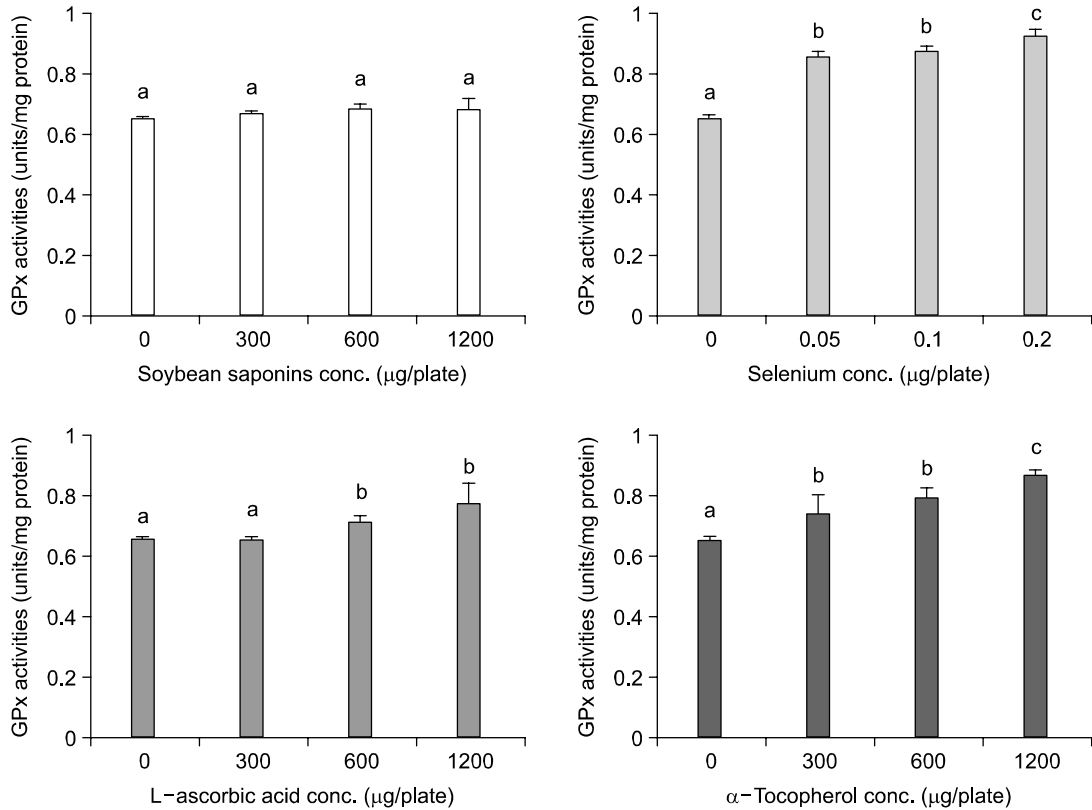 GPx activities (units/mg protein)
1
0.8
0.6
0.4
0.2
0
a
a
a
a
0 300 600 1200
Soybean saponins conc. (μg/plate)
GPx activities (units/mg protein)
1
0.8
0.6
0.4
0.2
0
a
b
b
c
0 0.05 0.1 0.2
Selenium conc. (μg/plate)
GPx activities (units/mg protein)
1
0.8
0.6
0.4
0.2
0
a
a
b
b
0 300 600 1200
L-ascorbic acid conc. (μg/plate)
GPx activities (units/mg protein)
1
0.8
0.6
0.4
0.2
0
a
b
b
c
0 300 600 1200
α-Tocopherol conc. (μg/plate)